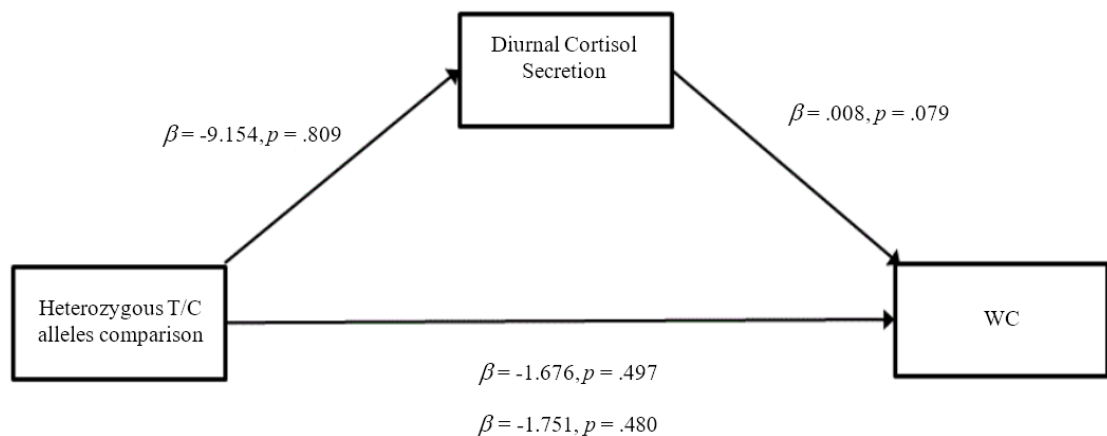 Diurnal Cortisol
Secretion
β = -9.154, p = .809
β = .008, p = .079
Heterozygous T/C
alleles comparison
WC
β = -1.676, p = .497
β = -1.751, p = .480